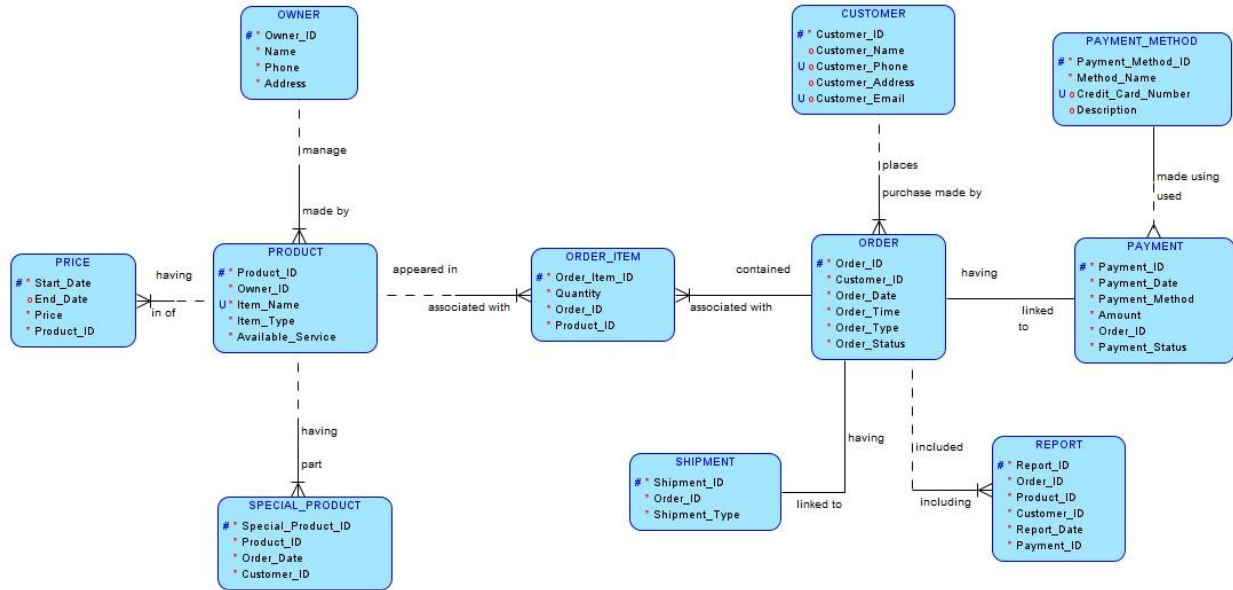 OWNER
# * Owner_ID
* Name
* Phone
* Address
CUSTOMER
# * Customer_ID
o Customer_Name
U o Customer_Phone
o Customer_Address
U o Customer_Email
PAYMENT_METHOD
# * Payment_Method_ID
* Method_Name
U o Credit_Card_Number
o Description
manage
made by
places
purchase made by
made using
used
PRICE
# * Start_Date
o End_Date
* Price
* Product_ID
having
in of
PRODUCT
# * Product_ID
* Owner_ID
U * Item_Name
* Item_Type
* Available_Service
appeared in
associated with
ORDER_ITEM
# * Order_Item_ID
* Quantity
* Order_ID
* Product_ID
contained
associated with
ORDER
# * Order_ID
* Customer_ID
* Order_Date
* Order_Time
* Order_Type
* Order_Status
having
linked
to
PAYMENT
# * Payment_ID
* Payment_Date
* Payment_Method
* Amount
* Order_ID
* Payment_Status
having
part
SPECIAL_PRODUCT
# * Special_Product_ID
* Product_ID
* Order_Date
* Customer_ID
SHIPMENT
# * Shipment_ID
* Order_ID
* Shipment_Type
having
linked to
included
including
REPORT
# * Report_ID
* Order_ID
* Product_ID
* Customer_ID
* Report_Date
* Payment_ID